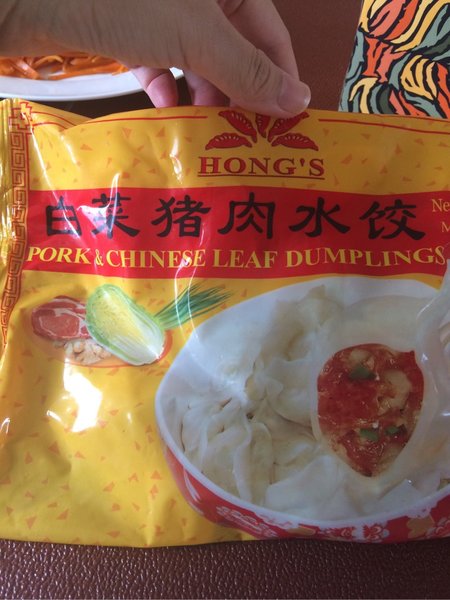 HONG'S
白菜猪肉水饺
PORK & CHINESE LEAF DUMPLINGS